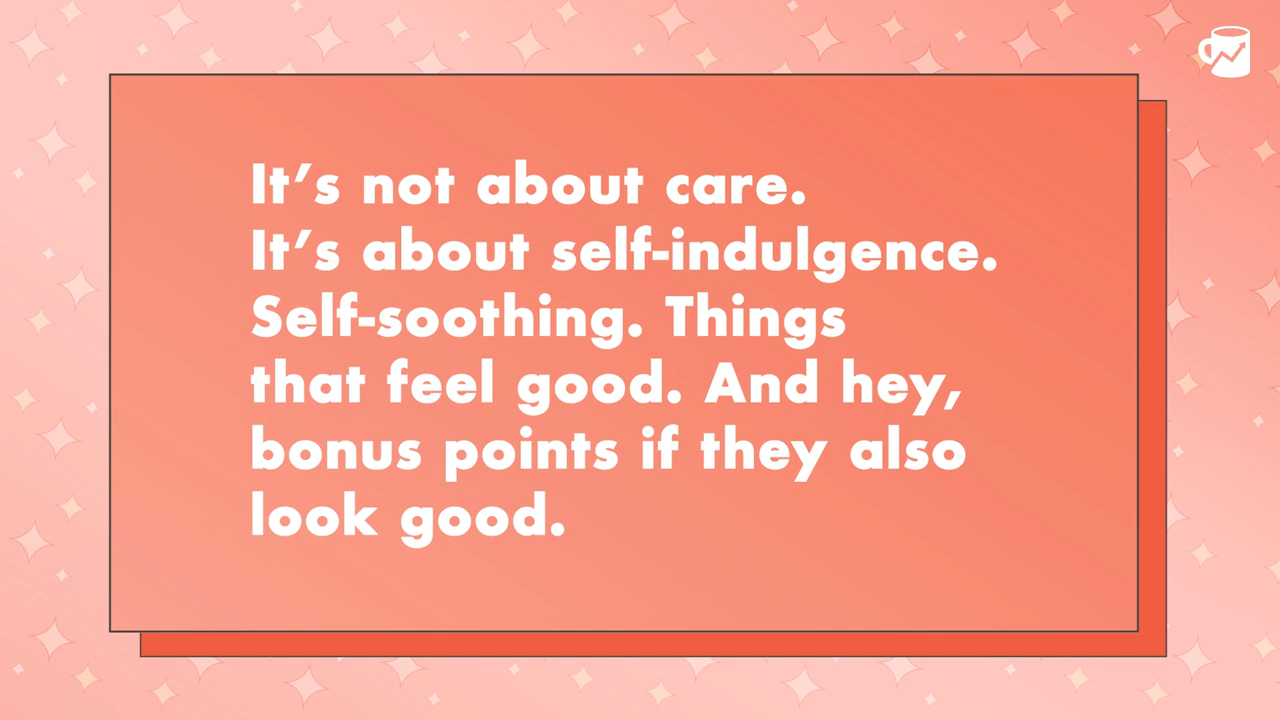 It’s not about care.
It’s about self-indulgence.
Self-soothing. Things
that feel good. And hey,
bonus points if they also
look good.